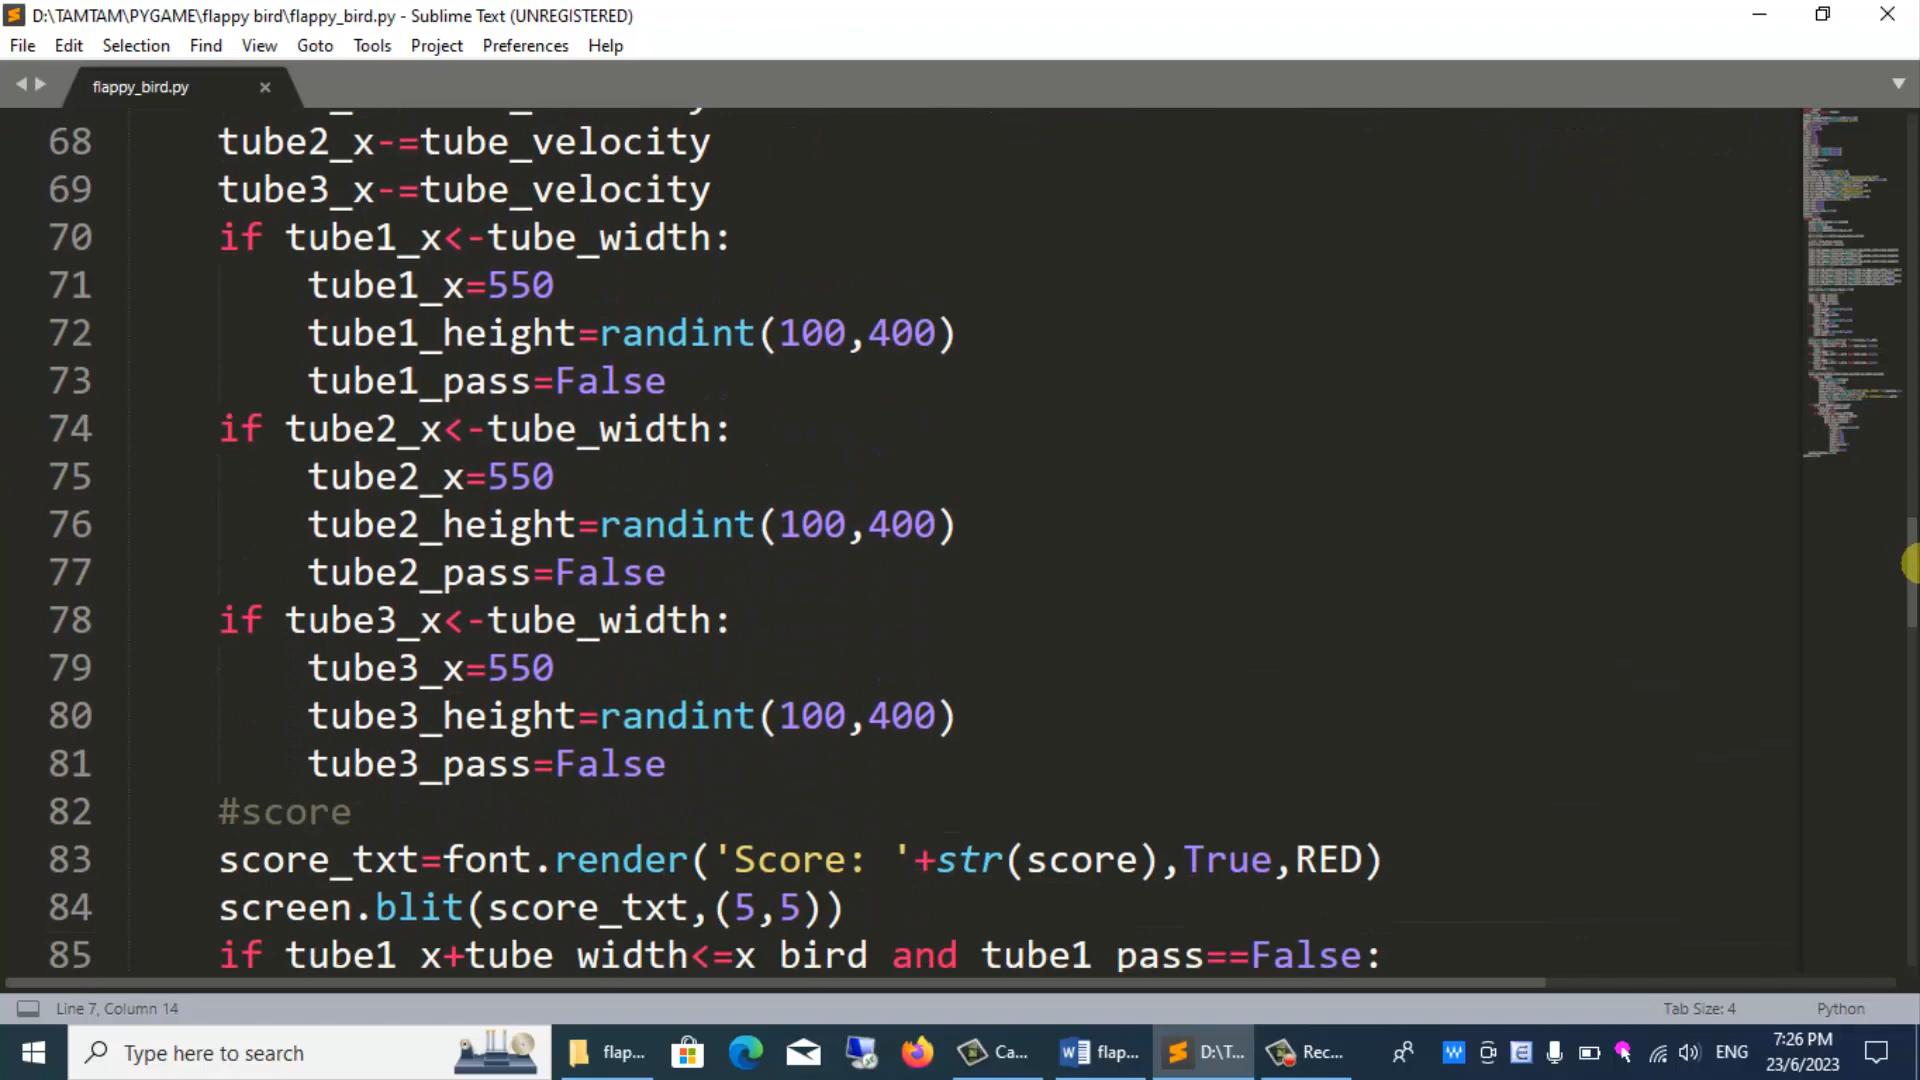 D:\TAMTAM\PYGAME\flappy bird\flappy_bird.py - Sublime Text (UNREGISTERED)
File Edit Selection Find View Goto Tools Project Preferences Help
flappy_bird.py
68 tube2_x-=tube_velocity
69 tube3_x-=tube_velocity
70 if tube1_x<-tube_width:
71 tube1_x=550
72 tube1_height=randint(100,400)
73 tube1_pass=False
74 if tube2_x<-tube_width:
75 tube2_x=550
76 tube2_height=randint(100,400)
77 tube2_pass=False
78 if tube3_x<-tube_width:
79 tube3_x=550
80 tube3_height=randint(100,400)
81 tube3_pass=False
82 #score
83 score_txt=font.render('Score: '+str(score),True,RED)
84 screen.blit(score_txt,(5,5))
85 if tube1_x+tube_width<=x_bird and tube1_pass==False:
Line 7, Column 14 Tab Size: 4 Python
Type here to search flap... Ca... flap... D:\T... Rec... ENG 7:26 PM
23/6/2023